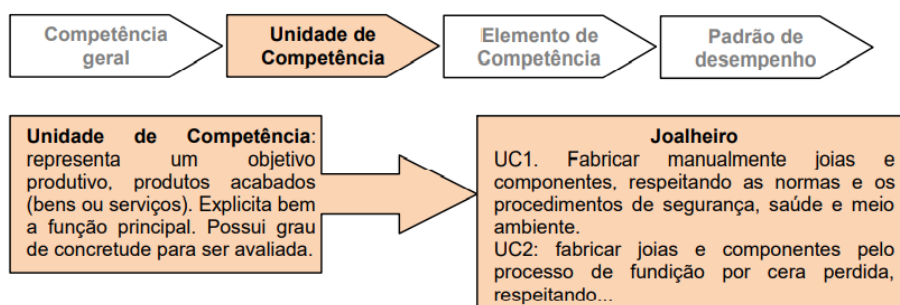 Competência
geral
Unidade de
Competência
Elemento de
Competência
Padrão de
desempenho
Unidade de Competência:
representa um objetivo
produtivo, produtos acabados
(bens ou serviços). Explicita bem
a função principal. Possui grau
de concretude para ser avaliada.
Joalheiro
UC1. Fabricar manualmente joias e
componentes, respeitando as normas e os
procedimentos de segurança, saúde e meio
ambiente.
UC2: fabricar joias e componentes pelo
processo de fundição por cera perdida,
respeitando...